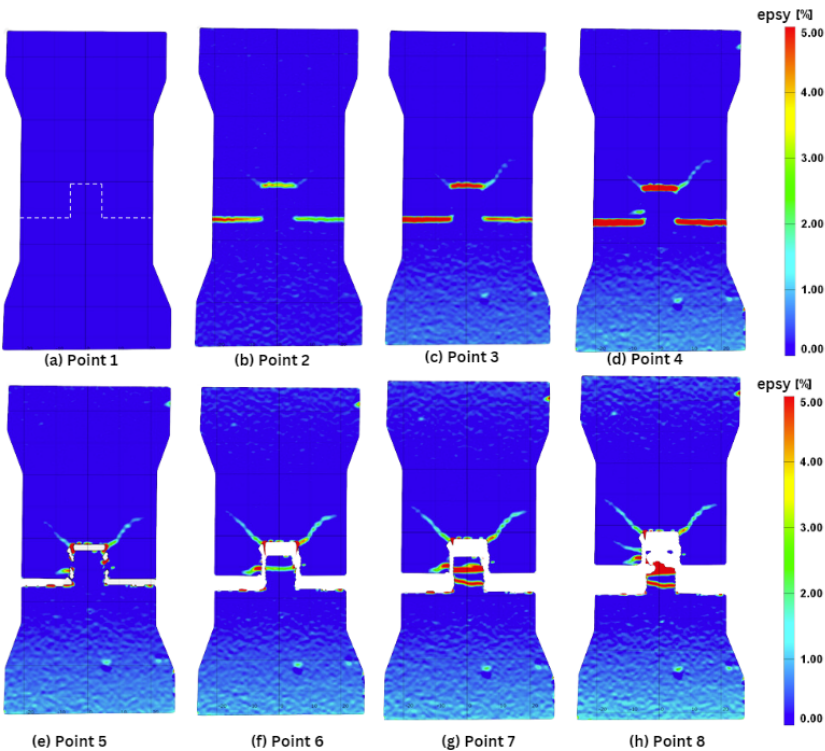 epsy [%]
5.00
4.00
3.00
2.00
1.00
0.00
(a) Point 1
(b) Point 2
(c) Point 3
(d) Point 4
epsy [%]
5.00
4.00
3.00
2.00
1.00
0.00
(e) Point 5
(f) Point 6
(g) Point 7
(h) Point 8